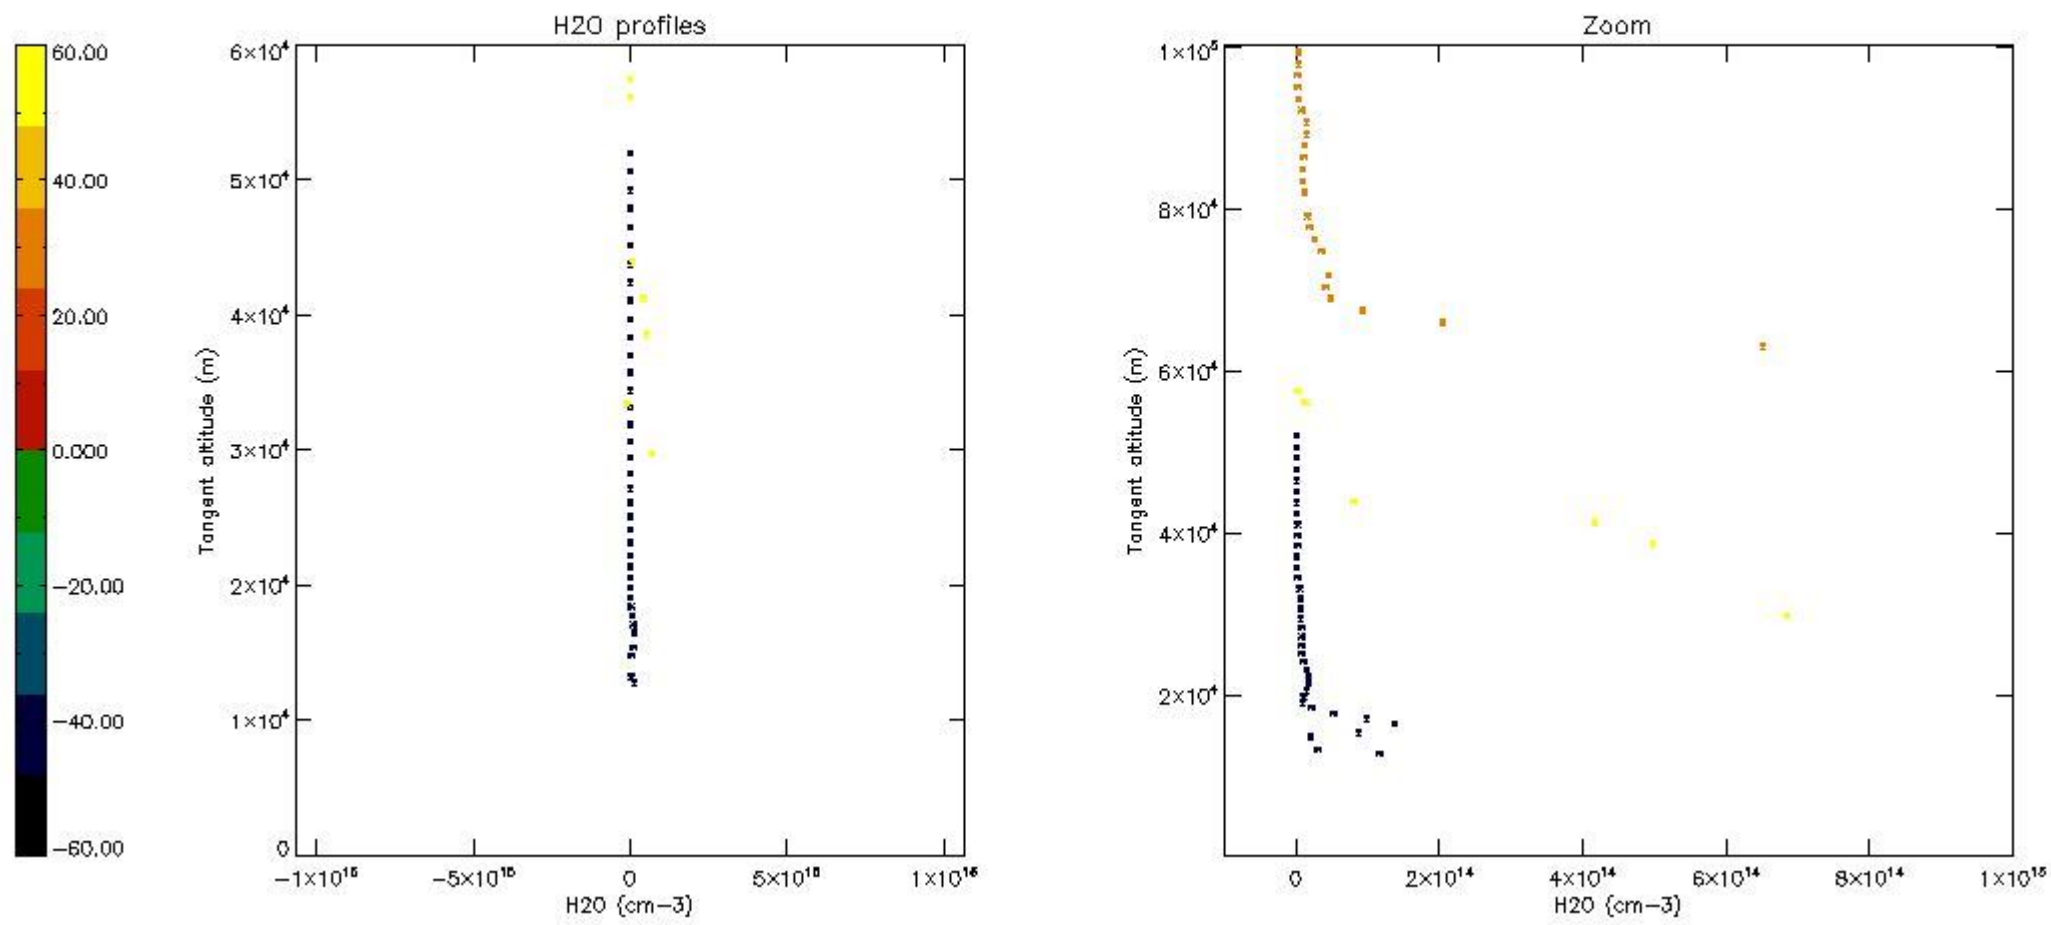 60.00
40.00
20.00
0.000
−20.00
−40.00
−60.00
H2O profiles
6×10⁴
5×10⁴
4×10⁴
3×10⁴
2×10⁴
1×10⁴
0
Tangent altitude (m)
−1×10¹⁶ −5×10¹⁵ 0 5×10¹⁵ 1×10¹⁶
H2O (cm−3)
Zoom
1×10⁵
8×10⁴
6×10⁴
4×10⁴
2×10⁴
Tangent altitude (m)
0 2×10¹⁴ 4×10¹⁴ 6×10¹⁴ 8×10¹⁴ 1×10¹⁵
H2O (cm−3)